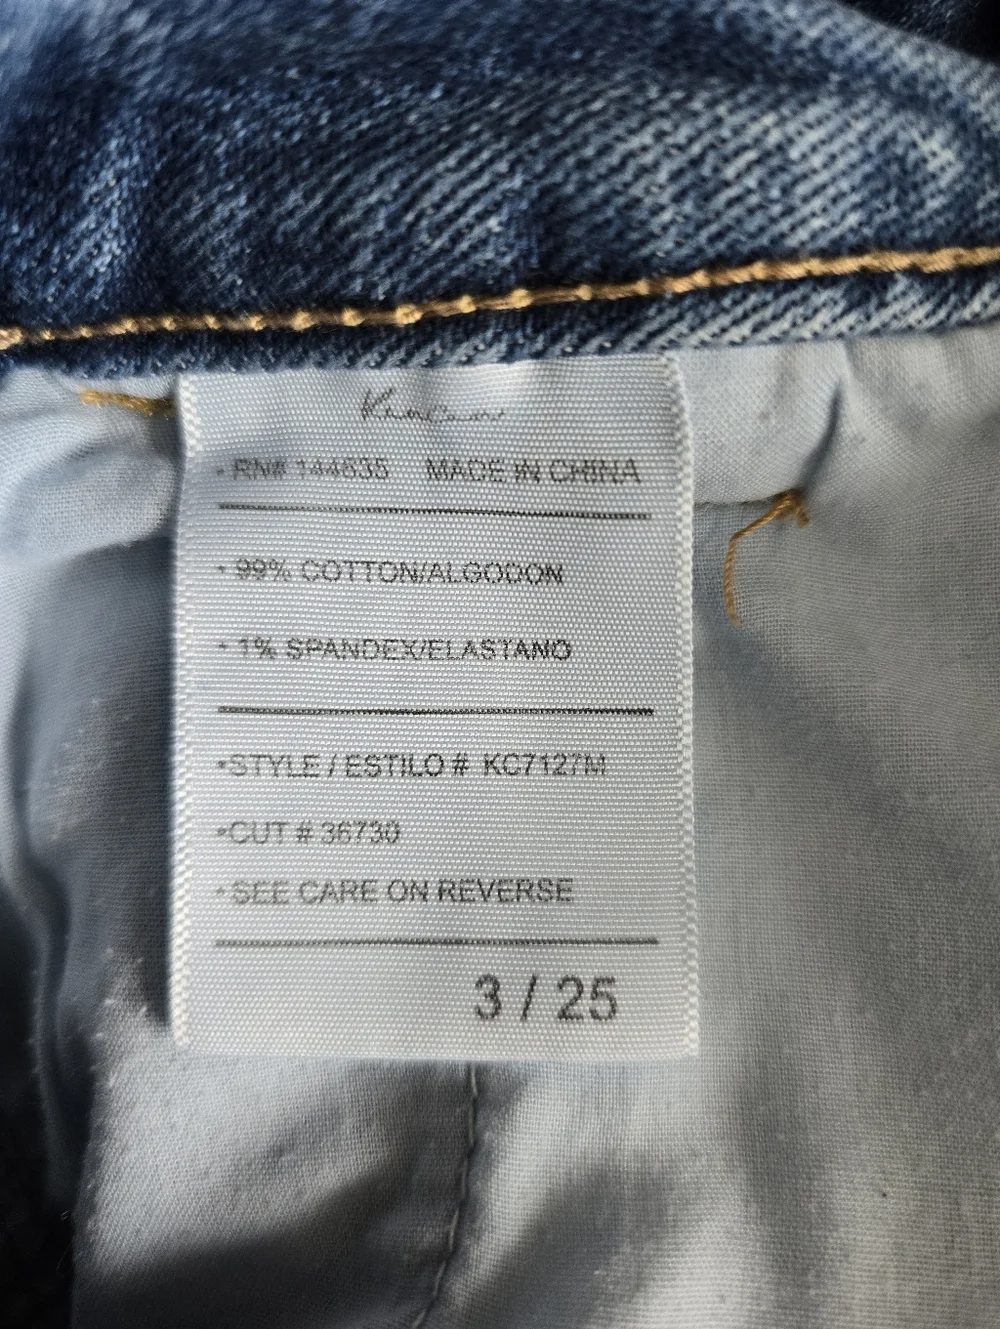 KanCan
• RN# 144635 MADE IN CHINA
• 99% COTTON/ALGODON
• 1% SPANDEX/ELASTANO
•STYLE / ESTILO # KC7127M
•CUT # 36730
•SEE CARE ON REVERSE
3 / 25